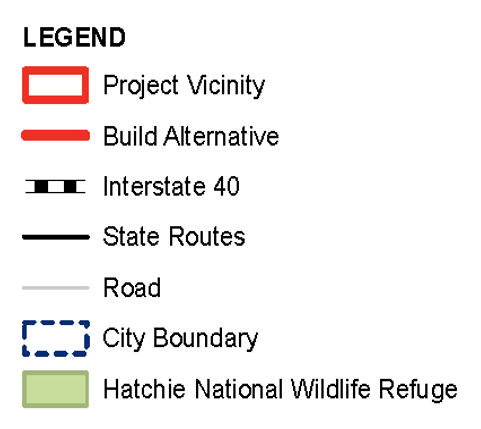 LEGEND
Project Vicinity
Build Alternative
Interstate 40
State Routes
Road
City Boundary
Hatchie National Wildlife Refuge